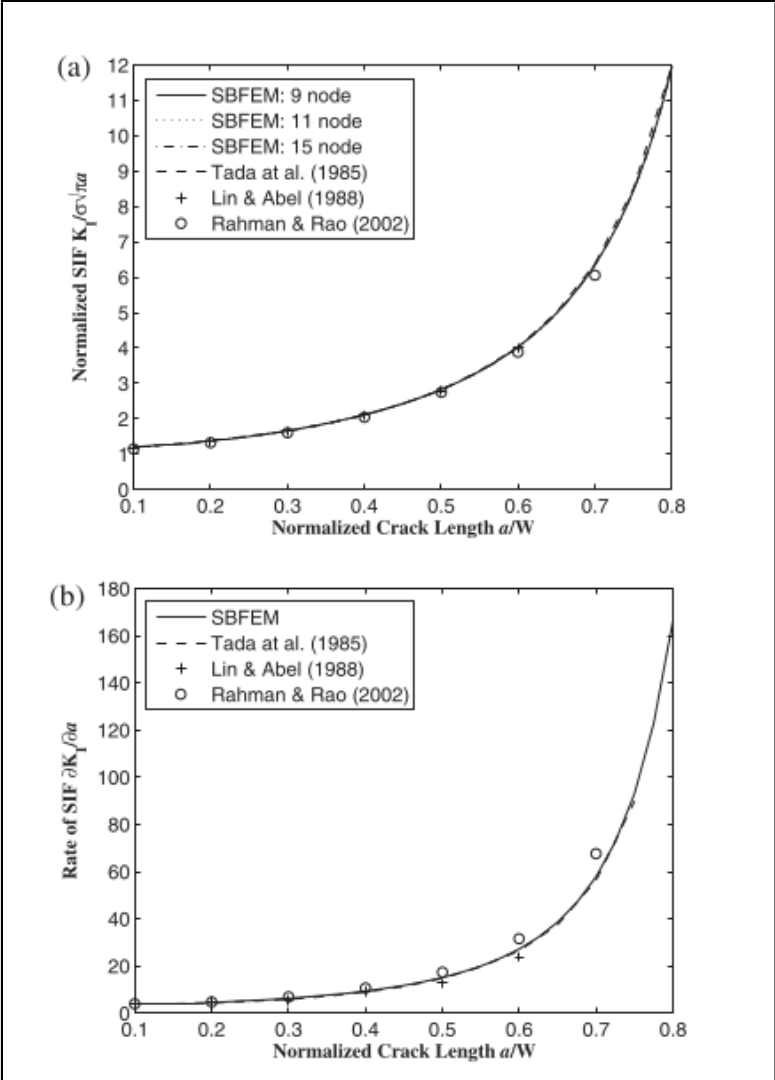 (a)
12
11
10
9
8
7
6
5
4
3
2
1
0
Normalized SIF K_I/σ√πa
SBFEM: 9 node
SBFEM: 11 node
SBFEM: 15 node
Tada at al. (1985)
Lin & Abel (1988)
Rahman & Rao (2002)
0.1 0.2 0.3 0.4 0.5 0.6 0.7 0.8
Normalized Crack Length a/W
(b)
180
160
140
120
100
80
60
40
20
0
Rate of SIF ∂K_I/∂a
SBFEM
Tada at al. (1985)
Lin & Abel (1988)
Rahman & Rao (2002)
0.1 0.2 0.3 0.4 0.5 0.6 0.7 0.8
Normalized Crack Length a/W